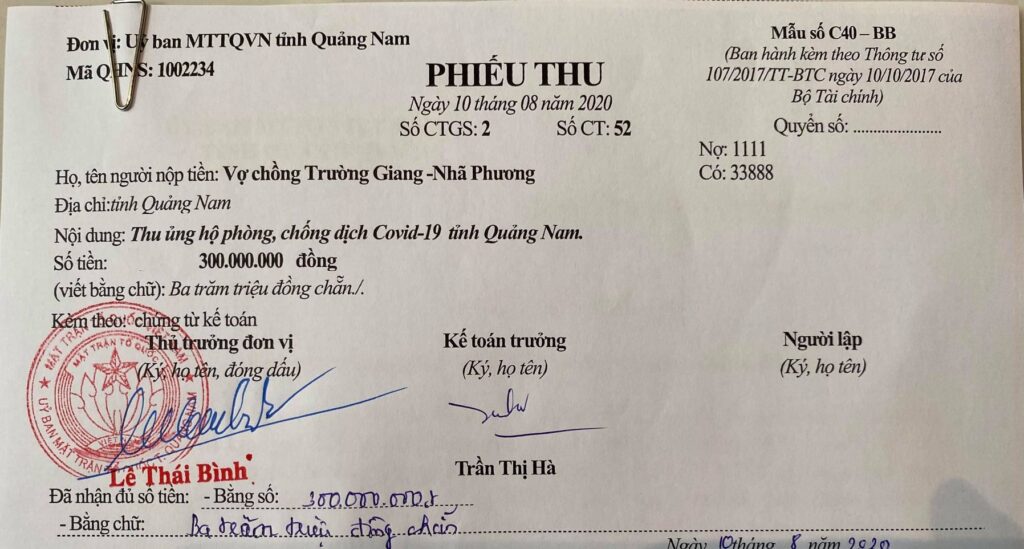 Đơn vị: Uỷ ban MTTQVN tỉnh Quảng Nam
Mã QHNS: 1002234
Mẫu số C40 – BB
(Ban hành kèm theo Thông tư số
107/2017/TT-BTC ngày 10/10/2017 của
Bộ Tài chính)
Quyển số: ......................
PHIẾU THU
Ngày 10 tháng 08 năm 2020
Số CTGS: 2 Số CT: 52
Nợ: 1111
Có: 33888
Họ, tên người nộp tiền: Vợ chồng Trường Giang -Nhã Phương
Địa chỉ:tỉnh Quảng Nam
Nội dung: Thu ủng hộ phòng, chống dịch Covid-19 tỉnh Quảng Nam.
Số tiền: 300.000.000 đồng
(viết bằng chữ): Ba trăm triệu đồng chẵn./.
Kèm theo: chứng từ kế toán
Thủ trưởng đơn vị Kế toán trưởng Người lập
(Ký, họ tên, đóng dấu) (Ký, họ tên) (Ký, họ tên)
Lê Thái Bình Trần Thị Hà
Đã nhận đủ số tiền: - Bằng số: 300.000.000đ
- Bằng chữ: Ba trăm triệu đồng chẵn
Ngày 10 tháng 8 năm 2020